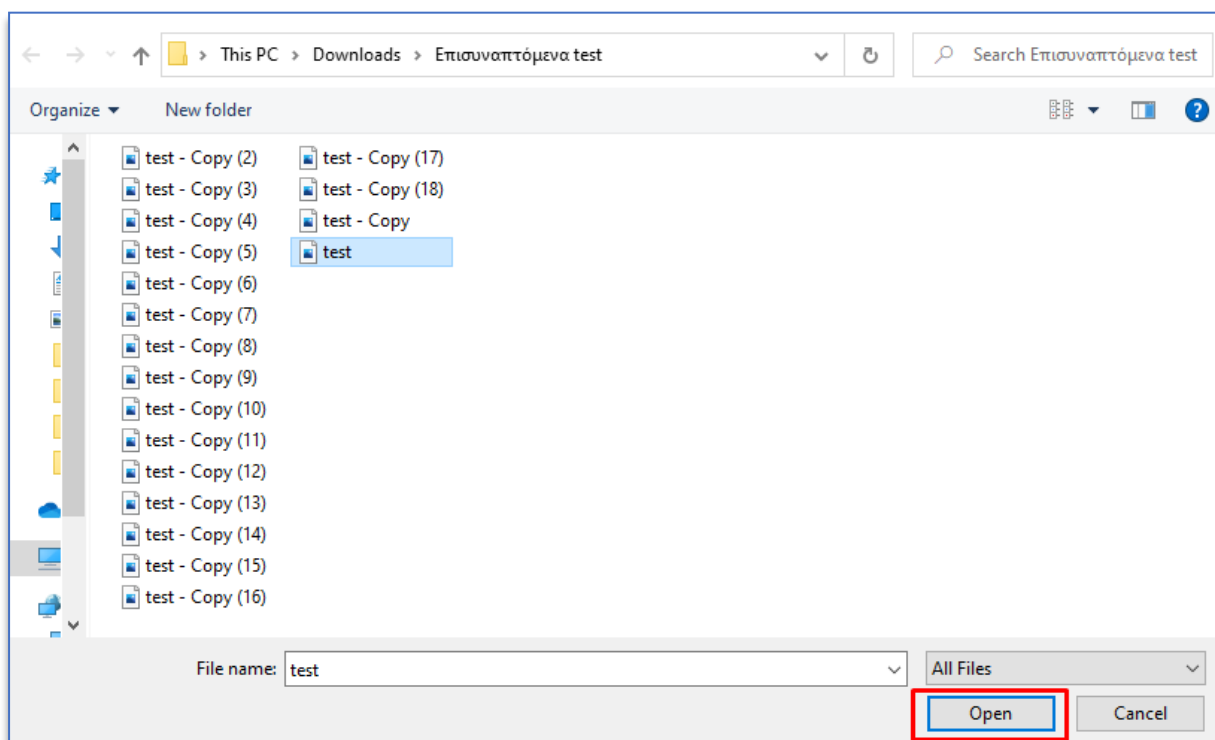 This PC > Downloads > Επισυναπτόμενα test
Search Επισυναπτόμενα test
Organize
New folder
?
test - Copy (2)
test - Copy (3)
test - Copy (4)
test - Copy (5)
test - Copy (6)
test - Copy (7)
test - Copy (8)
test - Copy (9)
test - Copy (10)
test - Copy (11)
test - Copy (12)
test - Copy (13)
test - Copy (14)
test - Copy (15)
test - Copy (16)
test - Copy (17)
test - Copy (18)
test - Copy
test
File name: test
All Files
Open
Cancel